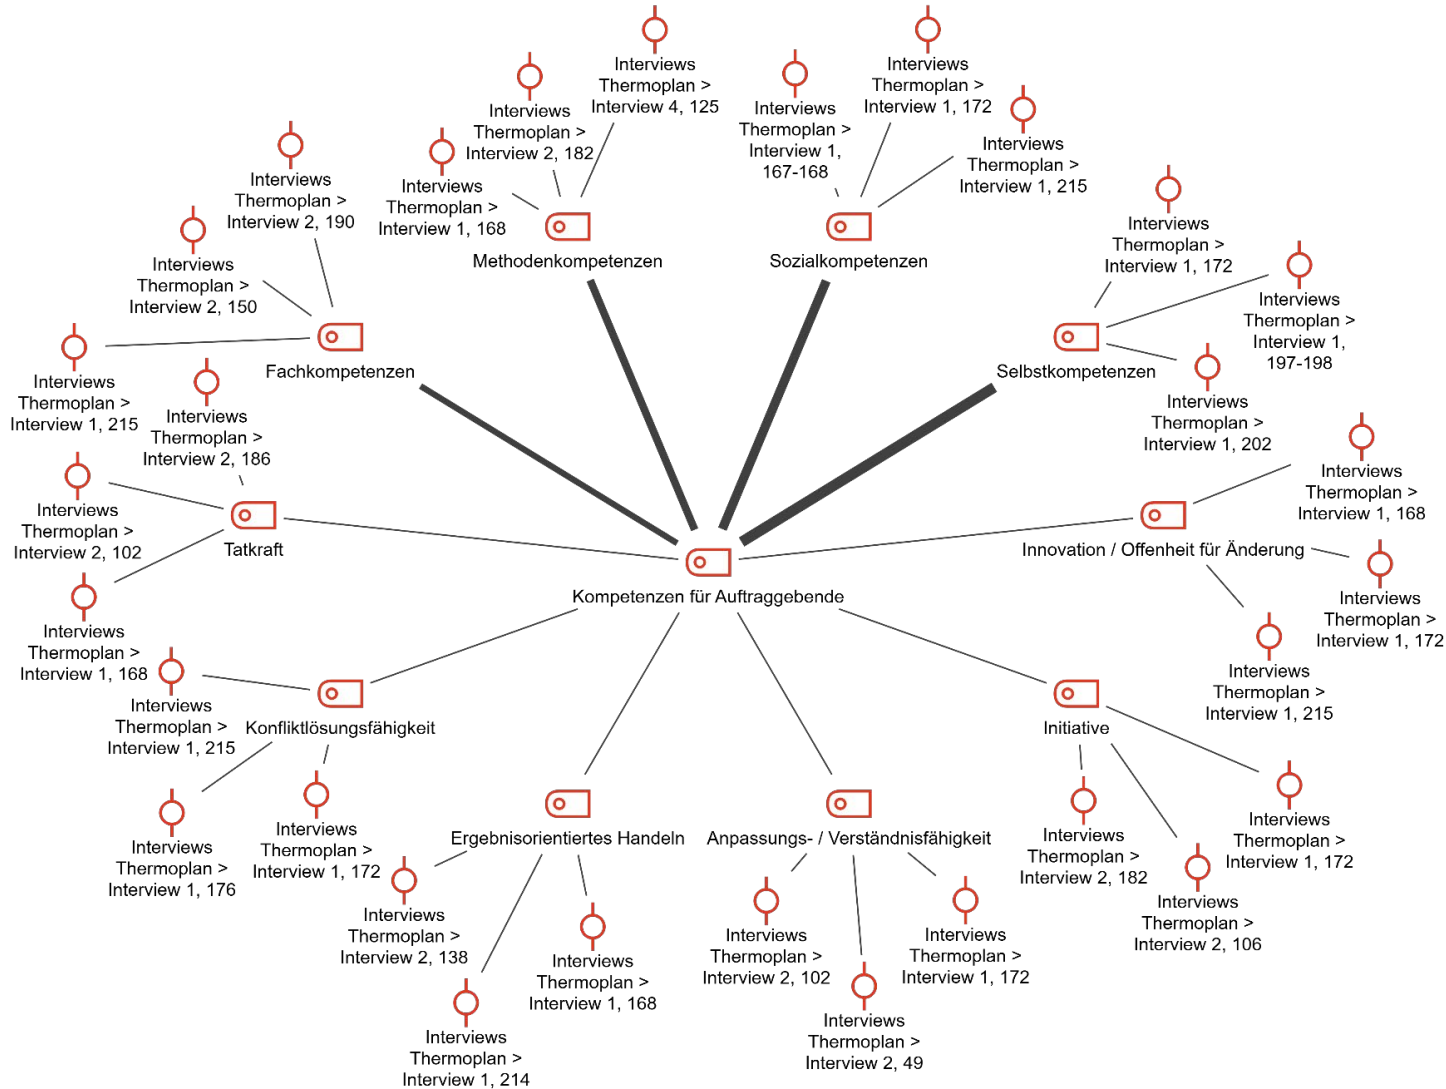 Interviews
Thermoplan >
Interview 4, 125
Interviews
Thermoplan >
Interview 1, 172
Interviews
Thermoplan >
Interview 2, 182
Interviews
Thermoplan >
Interview 1,
167-168
Interviews
Thermoplan >
Interview 1, 215
Interviews
Thermoplan >
Interview 2, 190
Interviews
Thermoplan >
Interview 1, 168
Interviews
Thermoplan >
Interview 1, 172
Methodenkompetenzen
Sozialkompetenzen
Interviews
Thermoplan >
Interview 2, 150
Interviews
Thermoplan >
Interview 1,
197-198
Fachkompetenzen
Selbstkompetenzen
Interviews
Thermoplan >
Interview 1, 215
Interviews
Thermoplan >
Interview 2, 186
Interviews
Thermoplan >
Interview 1, 202
Interviews
Thermoplan >
Interview 1, 168
Interviews
Thermoplan >
Interview 2, 102
Tatkraft
Innovation / Offenheit für Änderung
Kompetenzen für Auftraggebende
Interviews
Thermoplan >
Interview 1, 172
Interviews
Thermoplan >
Interview 1, 168
Interviews
Thermoplan >
Interview 1, 215
Interviews
Thermoplan >
Interview 1, 215
Konfliktlösungsfähigkeit
Initiative
Interviews
Thermoplan >
Interview 1, 176
Interviews
Thermoplan >
Interview 1, 172
Ergebnisorientiertes Handeln
Anpassungs- / Verständnisfähigkeit
Interviews
Thermoplan >
Interview 2, 182
Interviews
Thermoplan >
Interview 1, 172
Interviews
Thermoplan >
Interview 2, 138
Interviews
Thermoplan >
Interview 2, 106
Interviews
Thermoplan >
Interview 1, 168
Interviews
Thermoplan >
Interview 2, 102
Interviews
Thermoplan >
Interview 1, 172
Interviews
Thermoplan >
Interview 1, 214
Interviews
Thermoplan >
Interview 2, 49